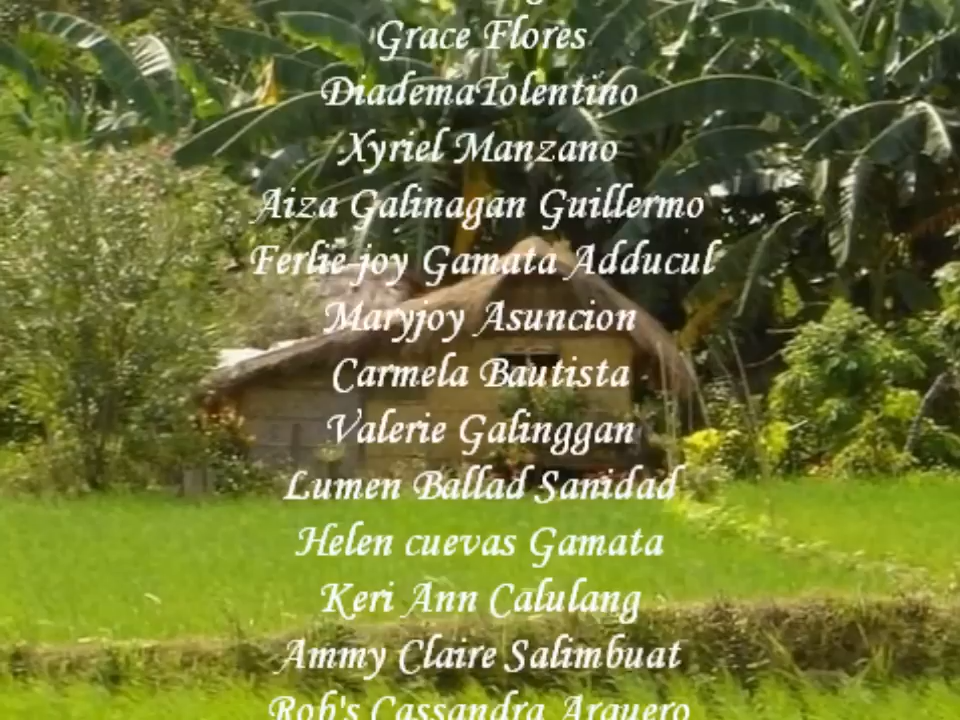 Grace Flores
DiademaTolentino
Xyriel Manzano
Aiza Galinagan Guillermo
Ferlie-joy Gamata Adducul
Maryjoy Asuncion
Carmela Bautista
Valerie Galinggan
Lumen Ballad Sanidad
Helen cuevas Gamata
Keri Ann Calulang
Ammy Claire Salimbuat
Rob's Cassandra Arquero